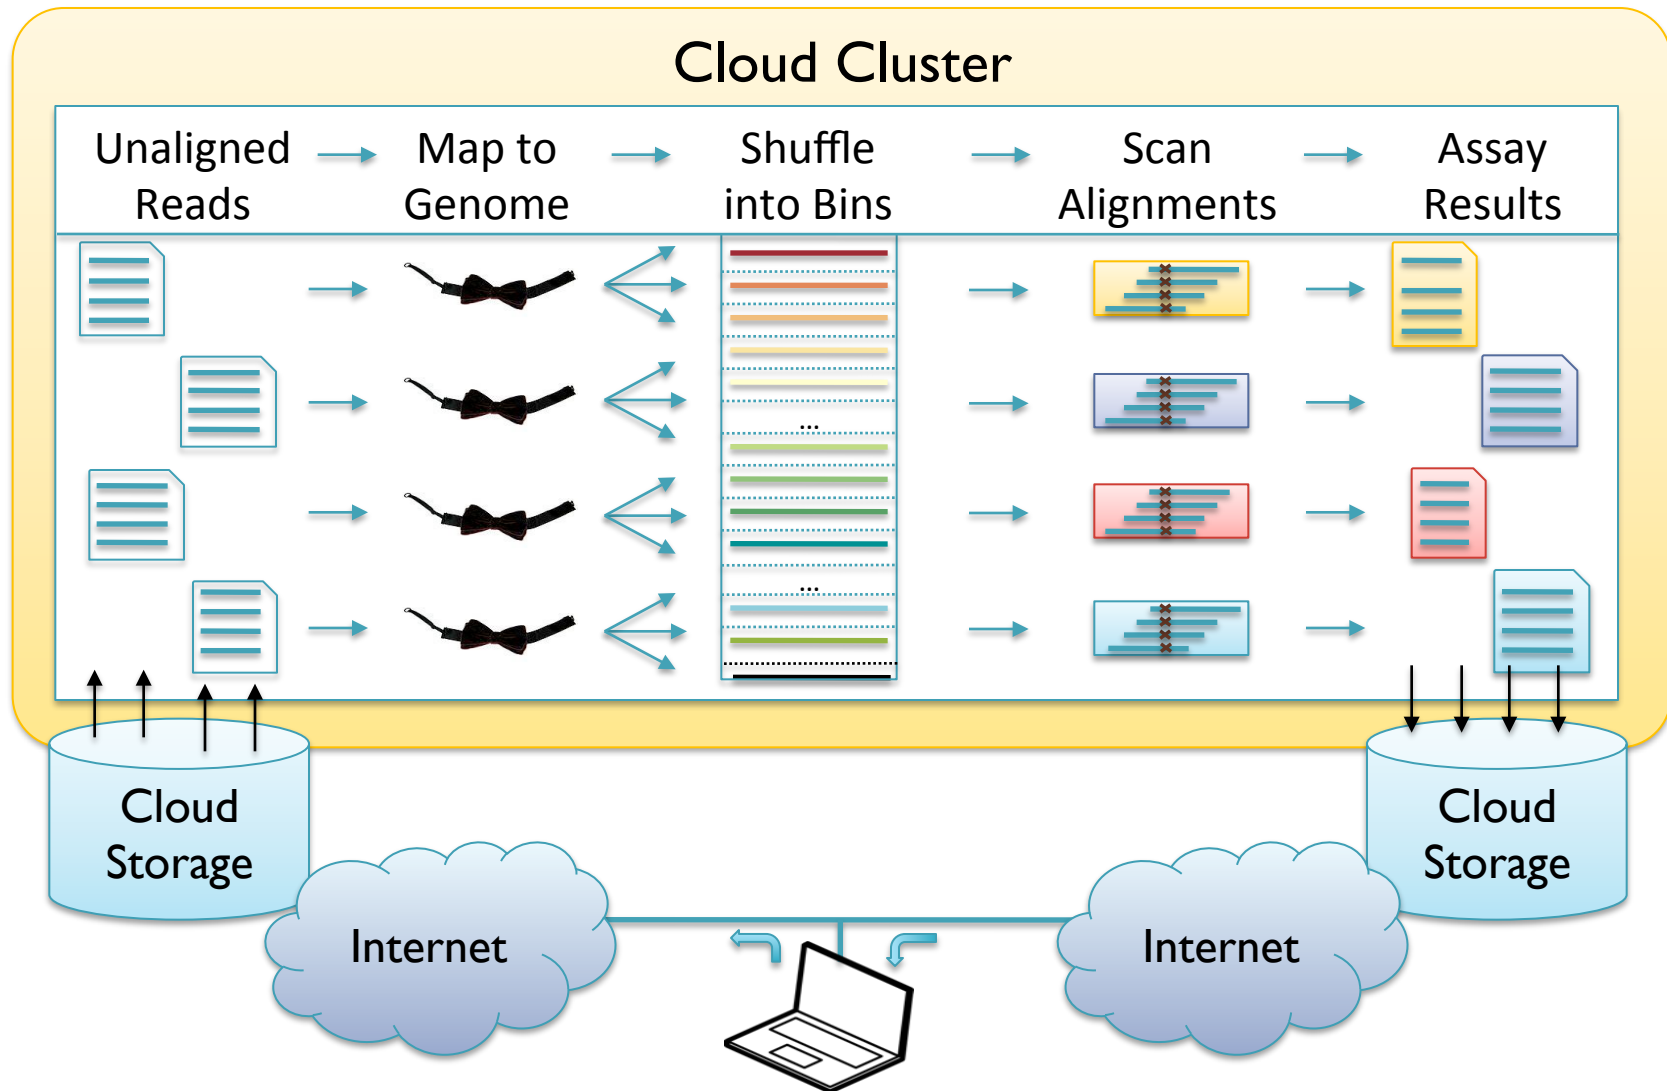 Cloud Cluster
Unaligned
Reads
Map to
Genome
Shuffle
into Bins
Scan
Alignments
Assay
Results
...
...
Cloud
Storage
Cloud
Storage
Internet
Internet